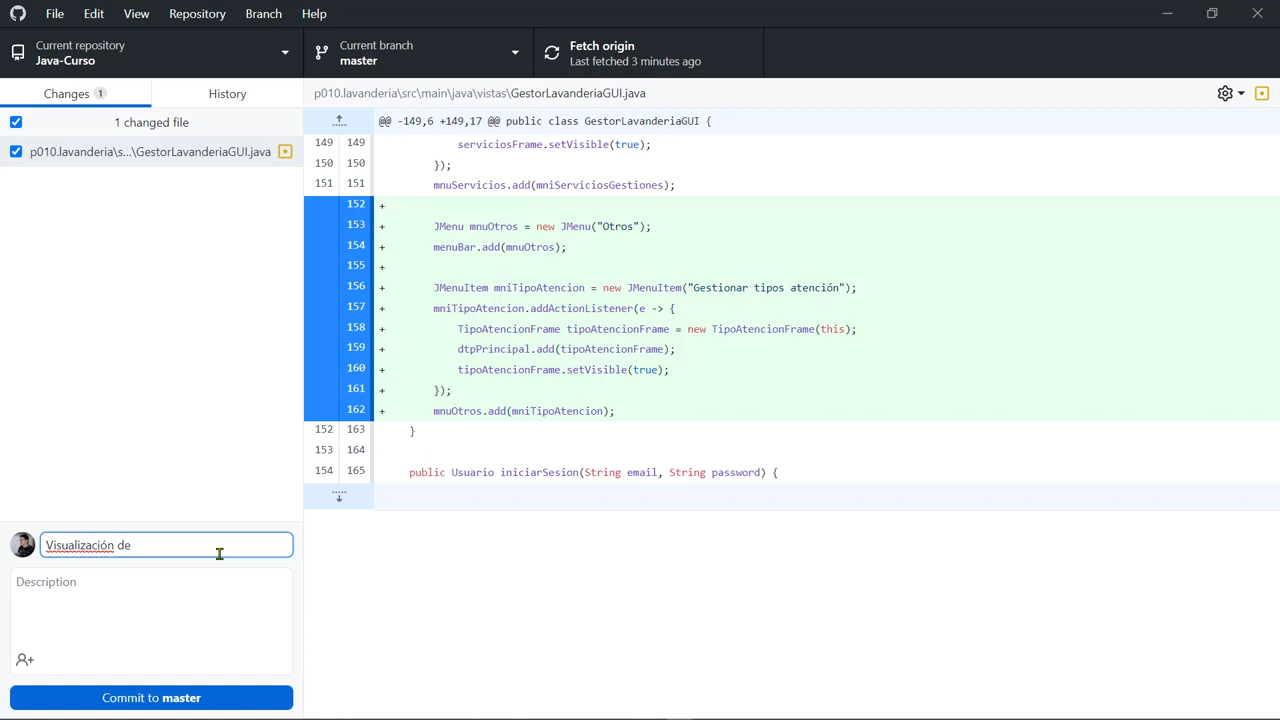 File Edit View Repository Branch Help
Current repository
Java-Curso
Current branch
master
Fetch origin
Last fetched 3 minutes ago
Changes 1
History
p010.lavanderia\src\main\java\vistas\GestorLavanderiaGUI.java
1 changed file
p010.lavanderia\s...\GestorLavanderiaGUI.java
@@ -149,6 +149,17 @@ public class GestorLavanderiaGUI {
149 149 serviciosFrame.setVisible(true);
150 150 });
151 151 mnuServicios.add(mniServiciosGestiones);
152 +
153 + JMenu mnuOtros = new JMenu("Otros");
154 + menuBar.add(mnuOtros);
155 +
156 + JMenuItem mniTipoAtencion = new JMenuItem("Gestionar tipos atención");
157 + mniTipoAtencion.addActionListener(e -> {
158 + TipoAtencionFrame tipoAtencionFrame = new TipoAtencionFrame(this);
159 + dtpPrincipal.add(tipoAtencionFrame);
160 + tipoAtencionFrame.setVisible(true);
161 + });
162 + mnuOtros.add(mniTipoAtencion);
152 163 }
153 164
154 165 public Usuario iniciarSesion(String email, String password) {
Visualización de
Description
Commit to master